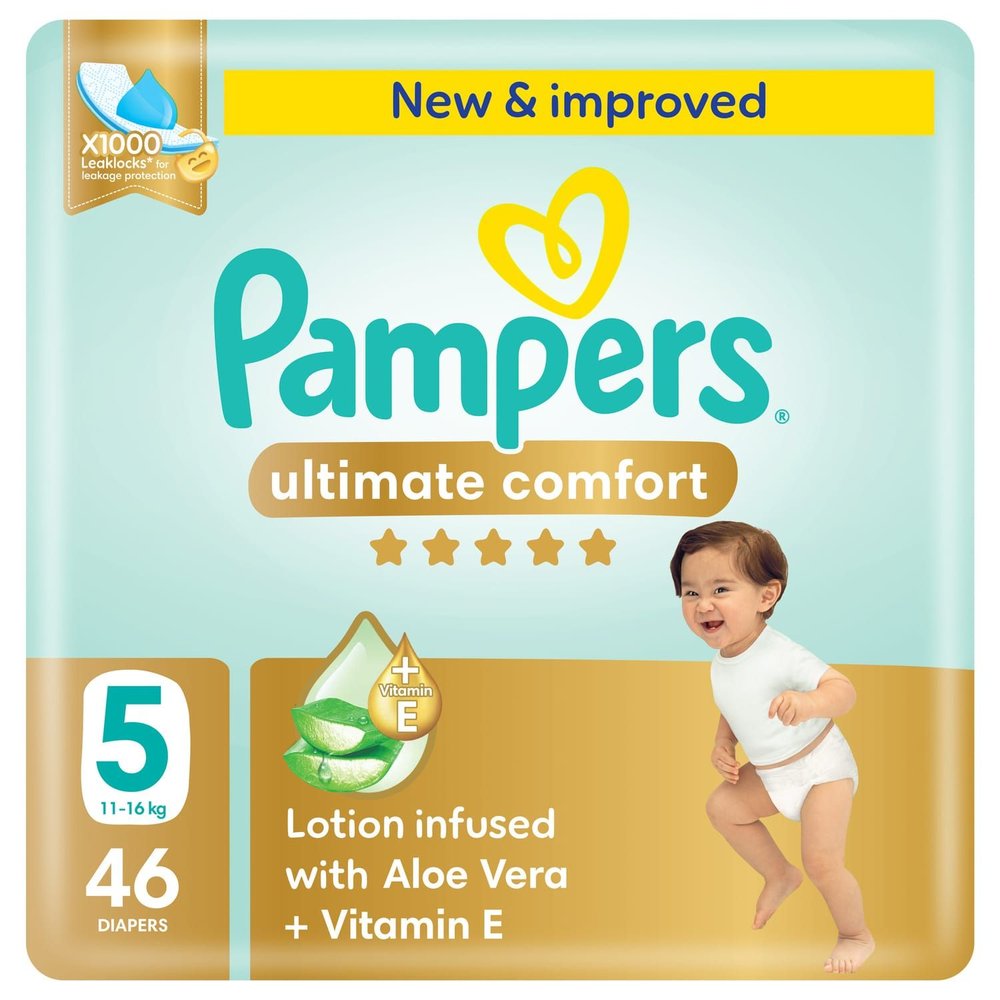 X1000
Leaklocks* for
leakage protection
New & improved
Pampers®
ultimate comfort
+
Vitamin
E
5
11-16 kg
46
DIAPERS
Lotion infused
with Aloe Vera
+ Vitamin E